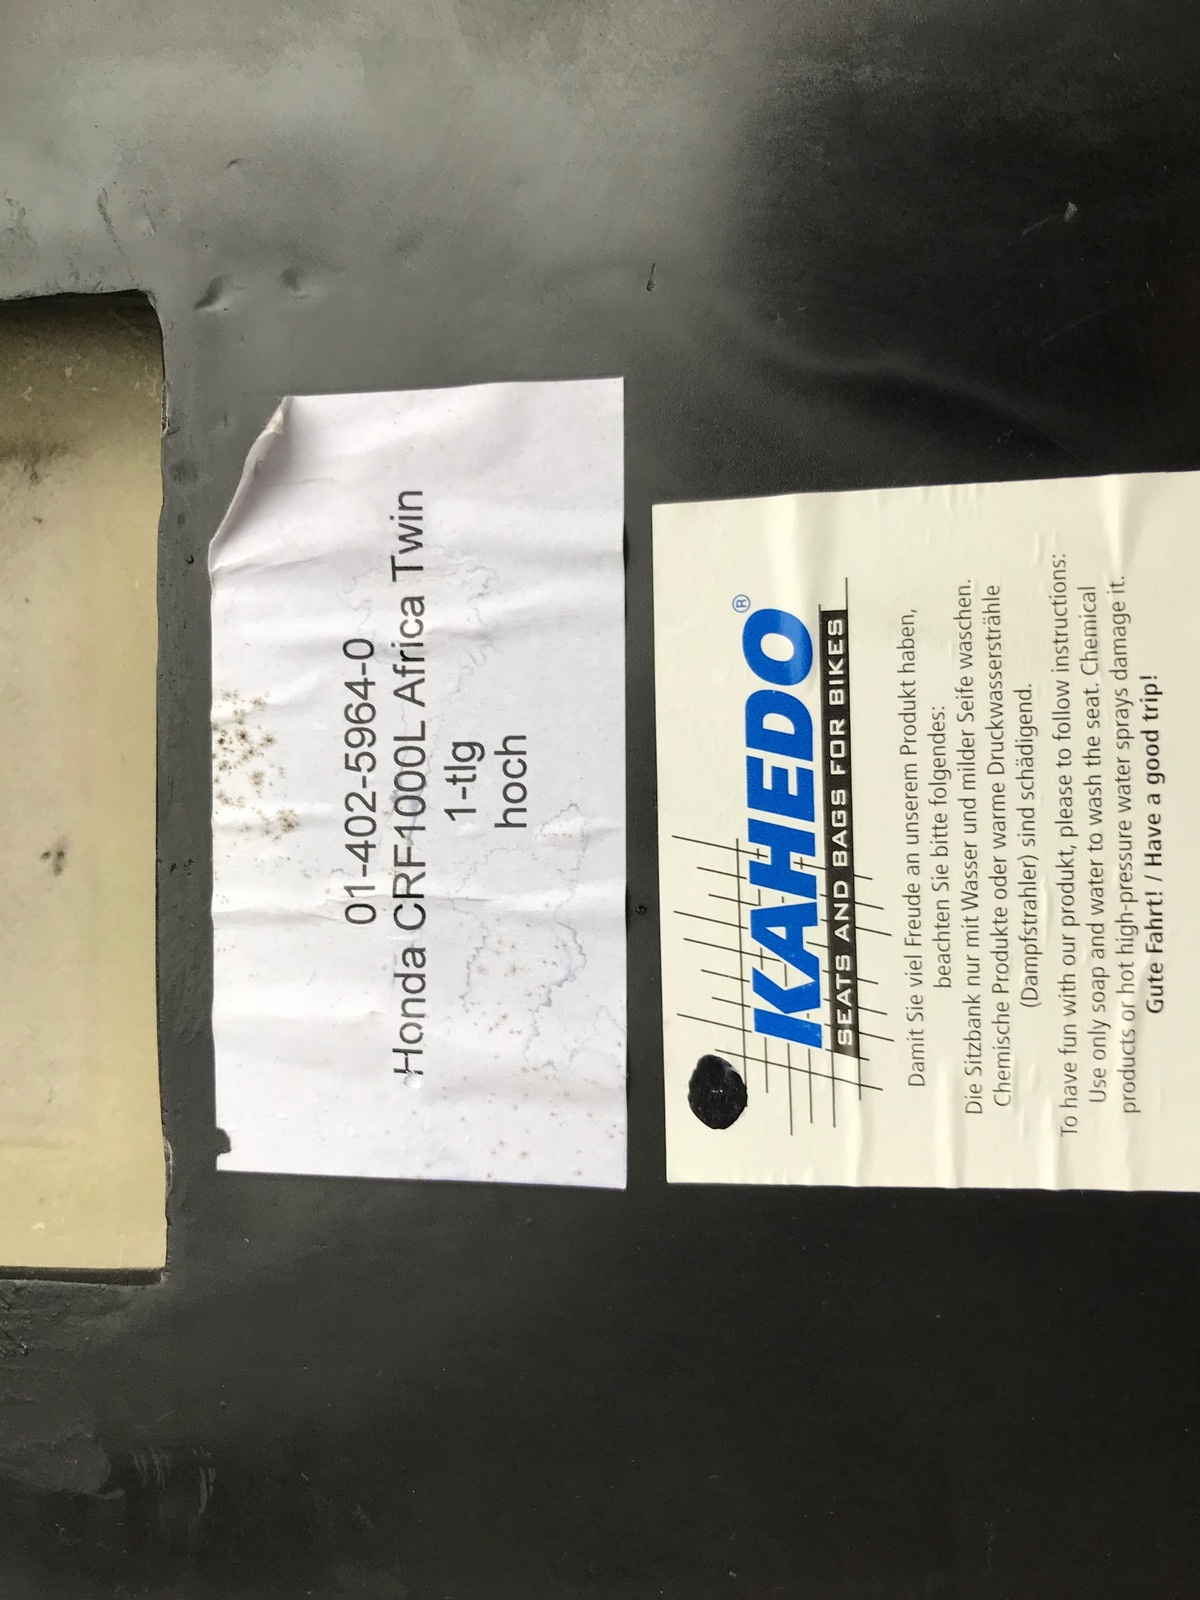 01-402-5964-0
Honda CRF1000L Africa Twin
1-tlg
hoch
KAHEDO®
SEATS AND BAGS FOR BIKES
Damit Sie viel Freude an unserem Produkt haben,
beachten Sie bitte folgendes:
Die Sitzbank nur mit Wasser und milder Seife waschen.
Chemische Produkte oder warme Druckwassersträhle
(Dampfstrahler) sind schädigend.
To have fun with our produkt, please to follow instructions:
Use only soap and water to wash the seat. Chemical
products or hot high-pressure water sprays damage it.
Gute Fahrt! / Have a good trip!